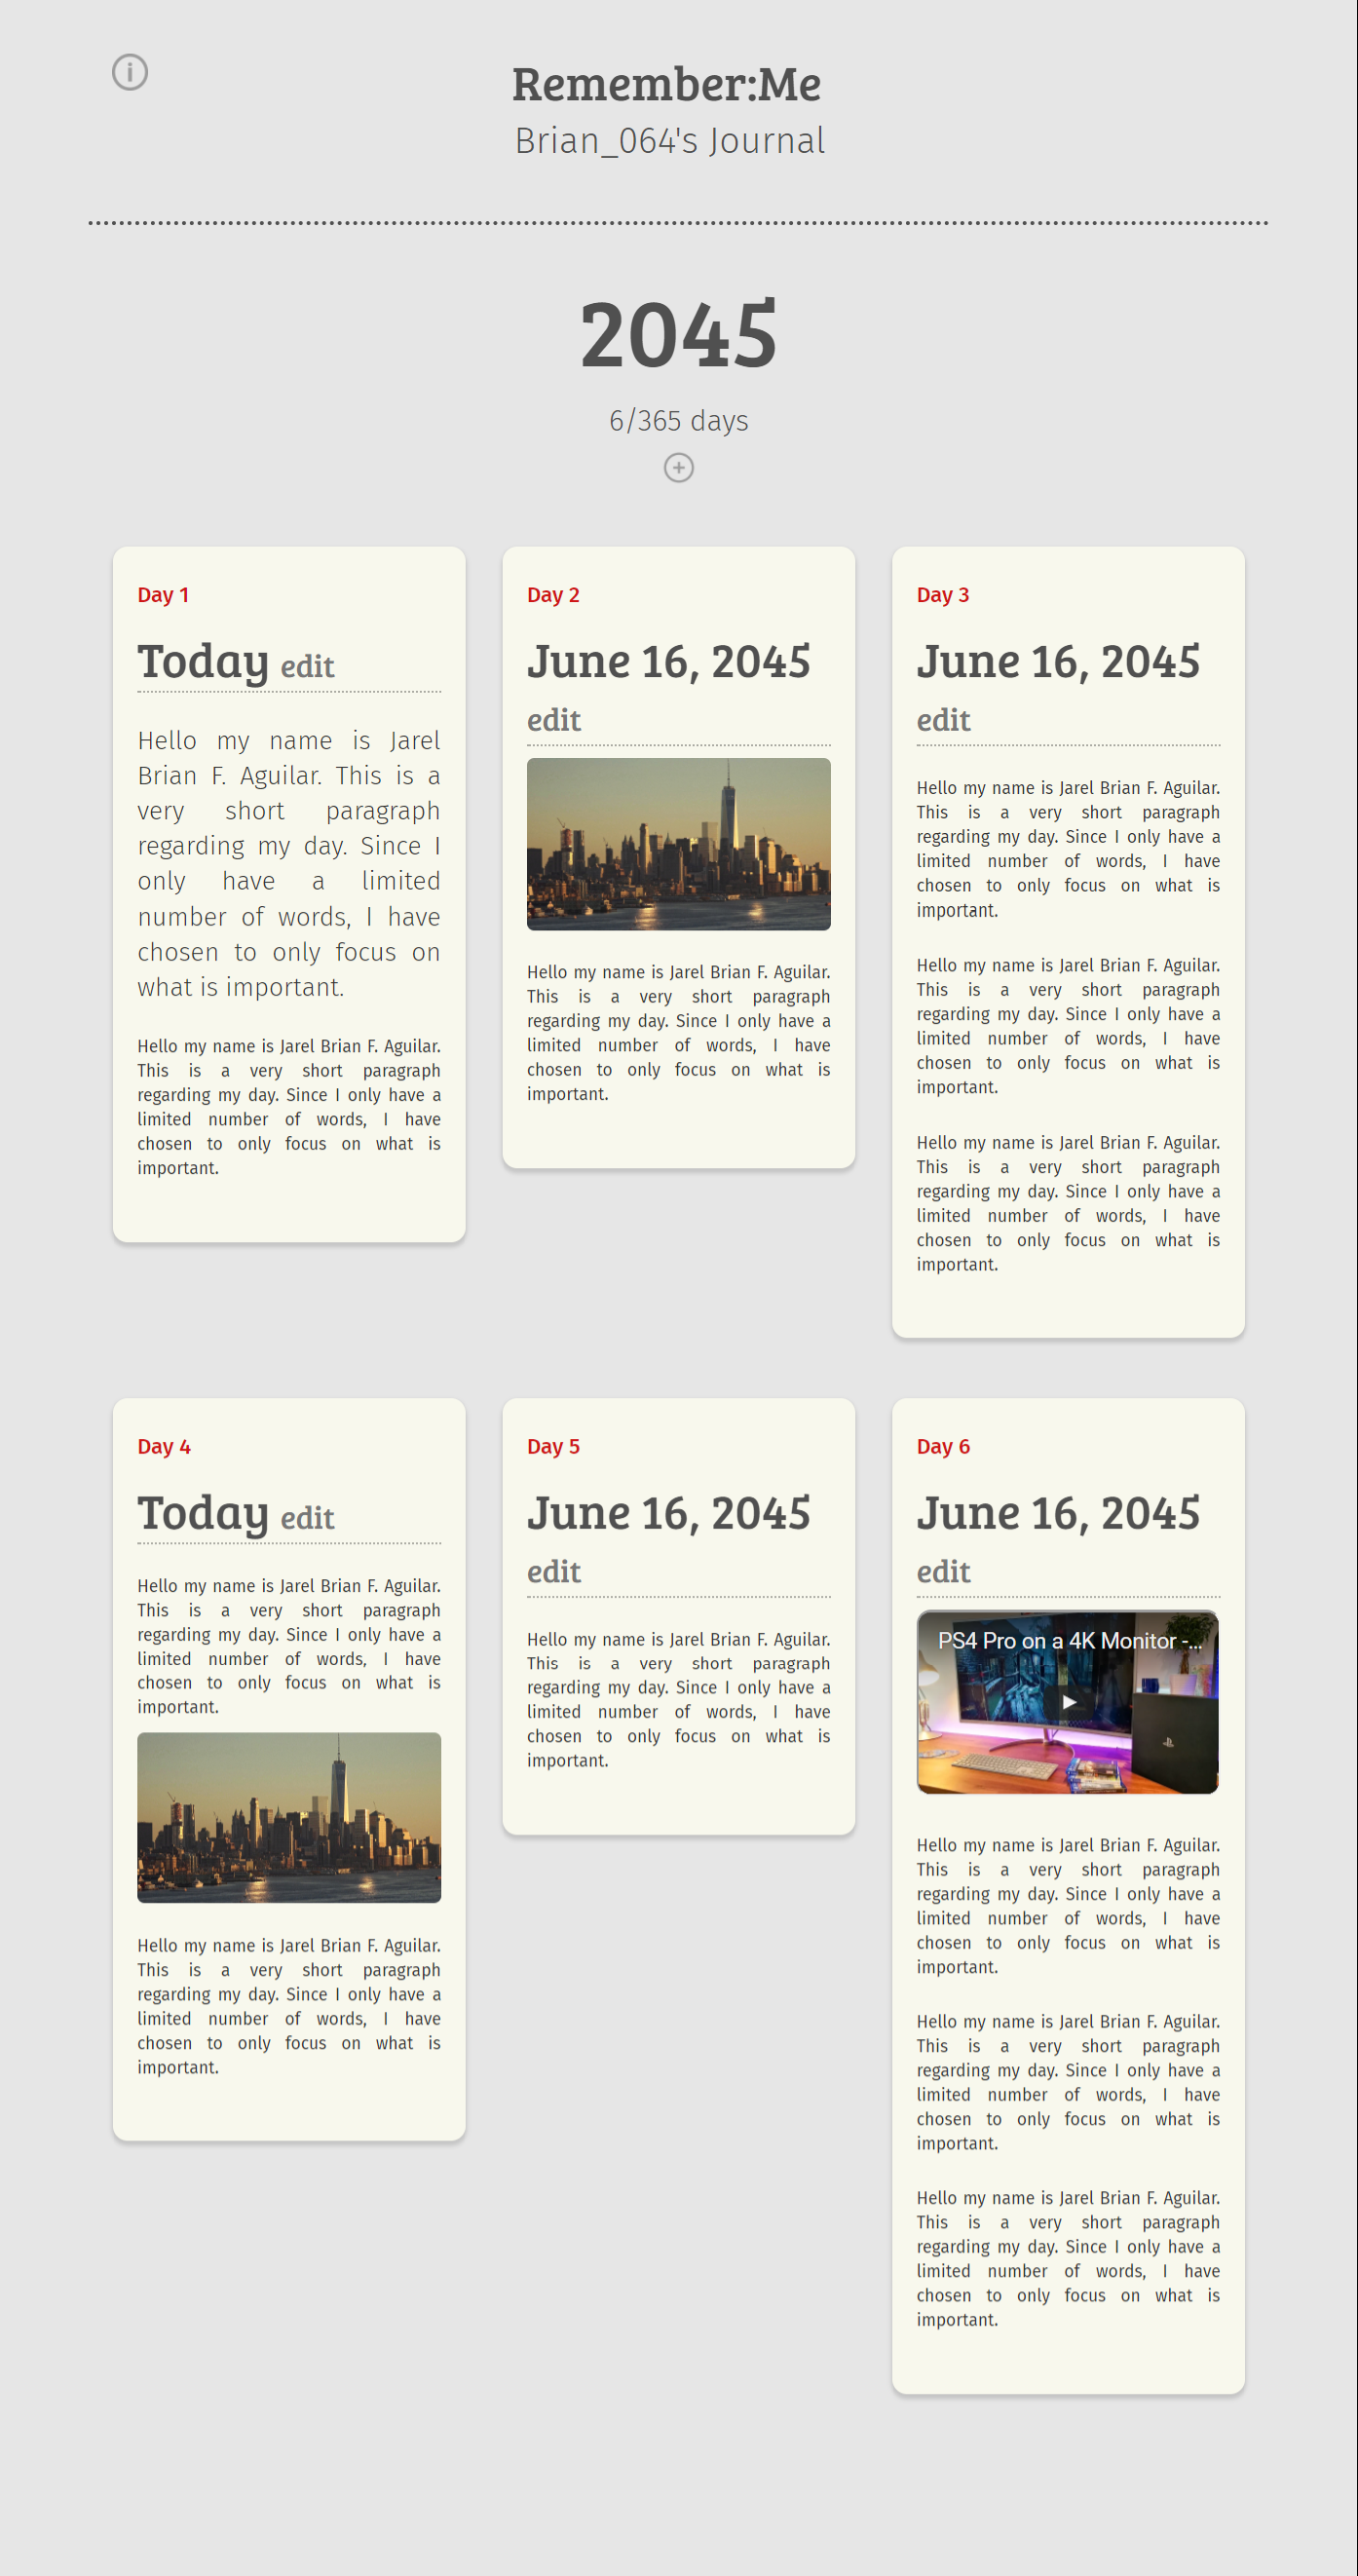 Remember:Me
Brian_064's Journal
2045
6/365 days
Day 1
Today edit
Hello my name is Jarel
Brian F. Aguilar. This is a
very short paragraph
regarding my day. Since I
only have a limited
number of words, I have
chosen to only focus on
what is important.
Hello my name is Jarel Brian F. Aguilar.
This is a very short paragraph
regarding my day. Since I only have a
limited number of words, I have
chosen to only focus on what is
important.
Day 2
June 16, 2045
edit
Hello my name is Jarel Brian F. Aguilar.
This is a very short paragraph
regarding my day. Since I only have a
limited number of words, I have
chosen to only focus on what is
important.
Day 3
June 16, 2045
edit
Hello my name is Jarel Brian F. Aguilar.
This is a very short paragraph
regarding my day. Since I only have a
limited number of words, I have
chosen to only focus on what is
important.
Hello my name is Jarel Brian F. Aguilar.
This is a very short paragraph
regarding my day. Since I only have a
limited number of words, I have
chosen to only focus on what is
important.
Hello my name is Jarel Brian F. Aguilar.
This is a very short paragraph
regarding my day. Since I only have a
limited number of words, I have
chosen to only focus on what is
important.
Day 4
Today edit
Hello my name is Jarel Brian F. Aguilar.
This is a very short paragraph
regarding my day. Since I only have a
limited number of words, I have
chosen to only focus on what is
important.
Hello my name is Jarel Brian F. Aguilar.
This is a very short paragraph
regarding my day. Since I only have a
limited number of words, I have
chosen to only focus on what is
important.
Day 5
June 16, 2045
edit
Hello my name is Jarel Brian F. Aguilar.
This is a very short paragraph
regarding my day. Since I only have a
limited number of words, I have
chosen to only focus on what is
important.
Day 6
June 16, 2045
edit
PS4 Pro on a 4K Monitor -...
Hello my name is Jarel Brian F. Aguilar.
This is a very short paragraph
regarding my day. Since I only have a
limited number of words, I have
chosen to only focus on what is
important.
Hello my name is Jarel Brian F. Aguilar.
This is a very short paragraph
regarding my day. Since I only have a
limited number of words, I have
chosen to only focus on what is
important.
Hello my name is Jarel Brian F. Aguilar.
This is a very short paragraph
regarding my day. Since I only have a
limited number of words, I have
chosen to only focus on what is
important.